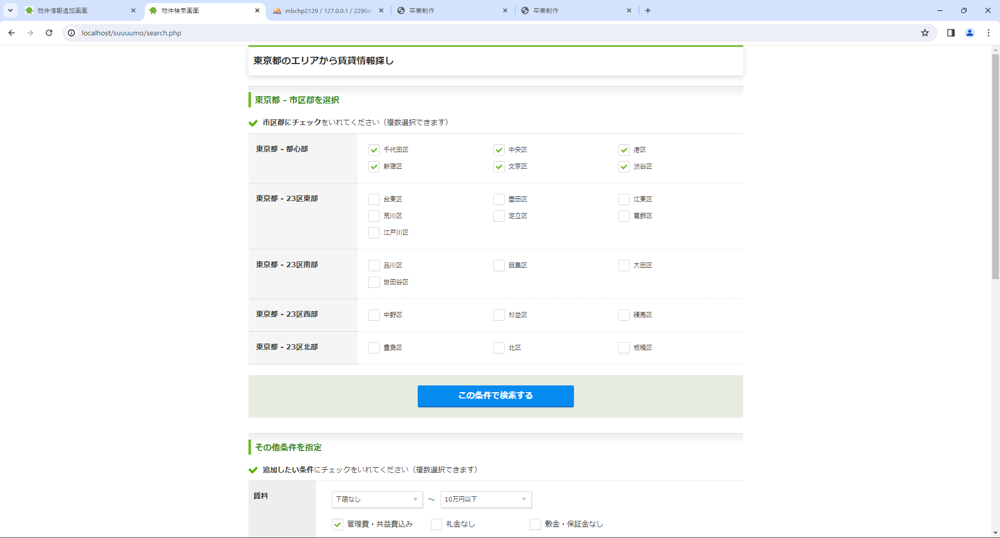 物件情報追加画面
物件検索画面
mbchp2129 / 127.0.0.1 / 22904
卒業制作
卒業制作
localhost/suuuumo/search.php
東京都のエリアから賃貸情報探し
東京都 - 市区郡を選択
市区郡にチェックをいれてください（複数選択できます）
東京都 - 都心部
千代田区 中央区 港区
新宿区 文京区 渋谷区
東京都 - 23区東部
台東区 墨田区 江東区
荒川区 足立区 葛飾区
江戸川区
東京都 - 23区南部
品川区 目黒区 大田区
世田谷区
東京都 - 23区西部
中野区 杉並区 練馬区
東京都 - 23区北部
豊島区 北区 板橋区
この条件で検索する
その他条件を指定
追加したい条件にチェックをいれてください（複数選択できます）
賃料
下限なし ～ 10万円以下
管理費・共益費込み 礼金なし 敷金・保証金なし